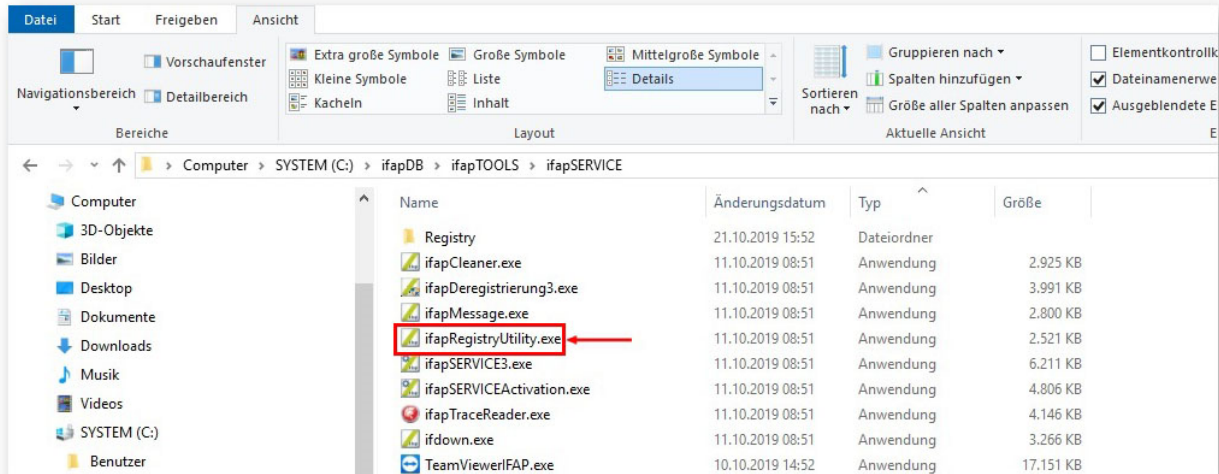 Datei Start Freigeben Ansicht
Navigationsbereich
Vorschaufenster
Detailbereich
Bereiche
Extra große Symbole Große Symbole Mittelgroße Symbole
Kleine Symbole Liste Details
Kacheln Inhalt
Layout
Sortieren
nach
Gruppieren nach
Spalten hinzufügen
Größe aller Spalten anpassen
Aktuelle Ansicht
Elementkontrollk
Dateinamenerwe
Ausgeblendete E
E
Computer > SYSTEM (C:) > ifapDB > ifapTOOLS > ifapSERVICE
Computer
3D-Objekte
Bilder
Desktop
Dokumente
Downloads
Musik
Videos
SYSTEM (C:)
Benutzer
Name Änderungsdatum Typ Größe
Registry 21.10.2019 15:52 Dateiordner
ifapCleaner.exe 11.10.2019 08:51 Anwendung 2.925 KB
ifapDeregistrierung3.exe 11.10.2019 08:51 Anwendung 3.991 KB
ifapMessage.exe 11.10.2019 08:51 Anwendung 2.800 KB
ifapRegistryUtility.exe 11.10.2019 08:51 Anwendung 2.521 KB
ifapSERVICE3.exe 11.10.2019 08:51 Anwendung 6.211 KB
ifapSERVICEActivation.exe 11.10.2019 08:51 Anwendung 4.806 KB
ifapTraceReader.exe 11.10.2019 08:51 Anwendung 4.146 KB
ifdown.exe 11.10.2019 08:51 Anwendung 3.266 KB
TeamViewerIFAP.exe 10.10.2019 14:52 Anwendung 17.151 KB